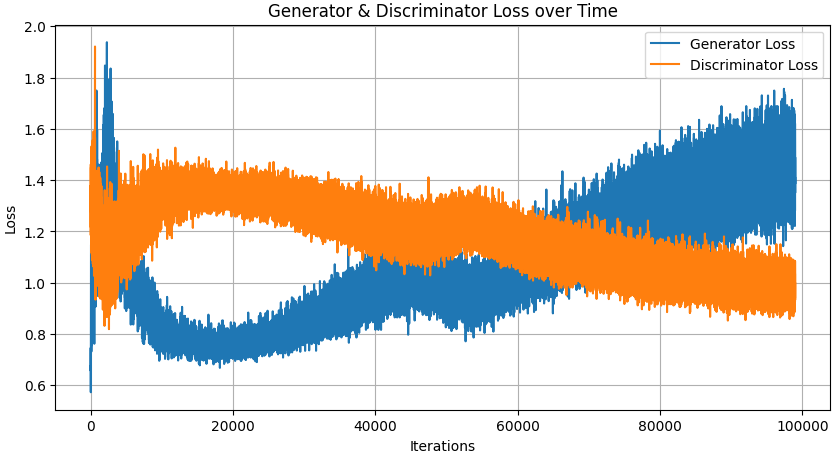 Generator & Discriminator Loss over Time
Generator Loss
Discriminator Loss
Loss
2.0
1.8
1.6
1.4
1.2
1.0
0.8
0.6
0 20000 40000 60000 80000 100000
Iterations